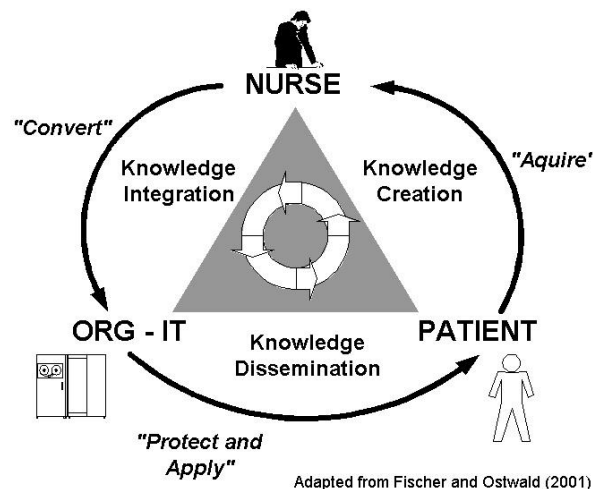 NURSE
"Convert"
"Aquire'
Knowledge
Integration
Knowledge
Creation
ORG - IT
PATIENT
Knowledge
Dissemination
"Protect and
Apply"
Adapted from Fischer and Ostwald (2001)